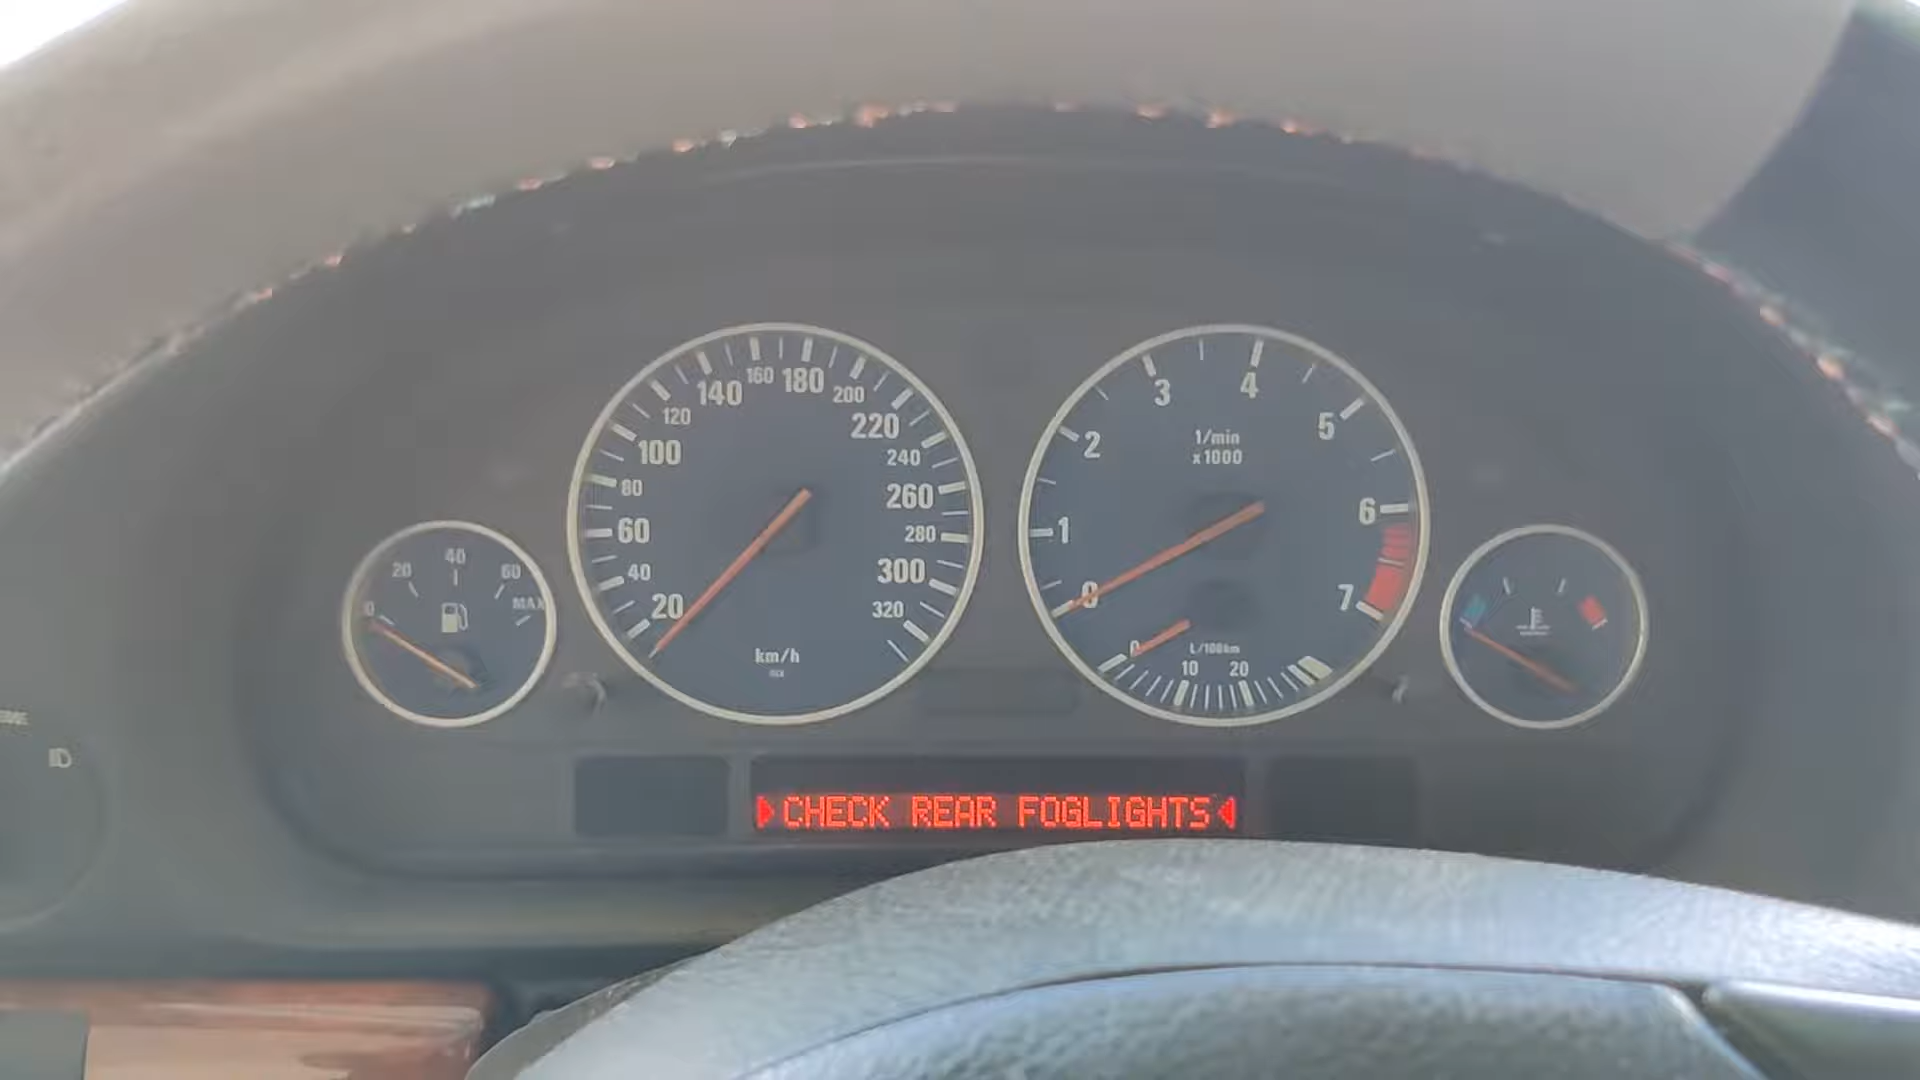 140 160 180 200
120 220
100 240
80 260
60 280
40 300
20 320
km/h
3 4
2 5
1/min
x1000
1 6
0 7
L/100km
0 10 20
0 20 40 60 MAX
▶CHECK REAR FOGLIGHTS◀